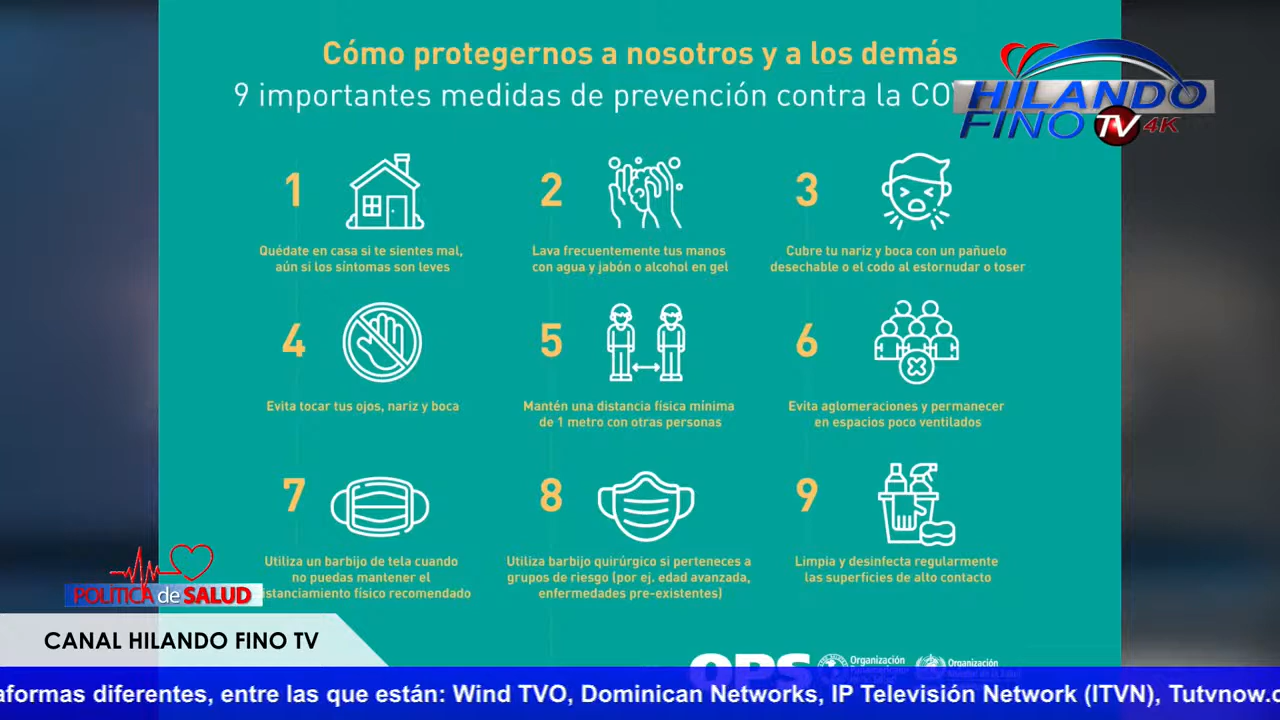 Cómo protegernos a nosotros y a los demás
9 importantes medidas de prevención contra la
HILANDO
FINO TV 4K
1
2
3
Quédate en casa si te sientes mal,
aún si los síntomas son leves
Lava frecuentemente tus manos
con agua y jabón o alcohol en gel
Cubre tu nariz y boca con un pañuelo
desechable o el codo al estornudar o toser
4
5
6
Evita tocar tus ojos, nariz y boca
Mantén una distancia física mínima
de 1 metro con otras personas
Evita aglomeraciones y permanecer
en espacios poco ventilados
7
8
9
Utiliza un barbijo de tela cuando
no puedas mantener el
istanciamiento físico recomendado
Utiliza barbijo quirúrgico si perteneces a
grupos de riesgo (por ej. edad avanzada,
enfermedades pre-existentes)
Limpia y desinfecta regularmente
las superficies de alto contacto
POLÍTICA de SALUD
CANAL HILANDO FINO TV
OPS
Organización
Organización
aformas diferentes, entre las que están: Wind TVO, Dominican Networks, IP Televisión Network (ITVN), Tutvnow.c